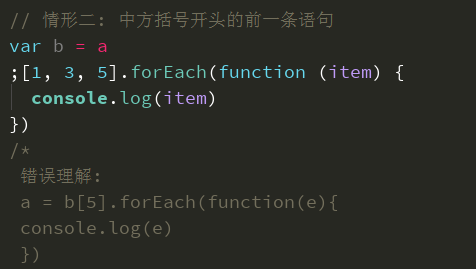 // 情形二: 中方括号开头的前一条语句
var b = a
;[1, 3, 5].forEach(function (item) {
  console.log(item)
})
/*
 错误理解:
 a = b[5].forEach(function(e){
 console.log(e)
 })